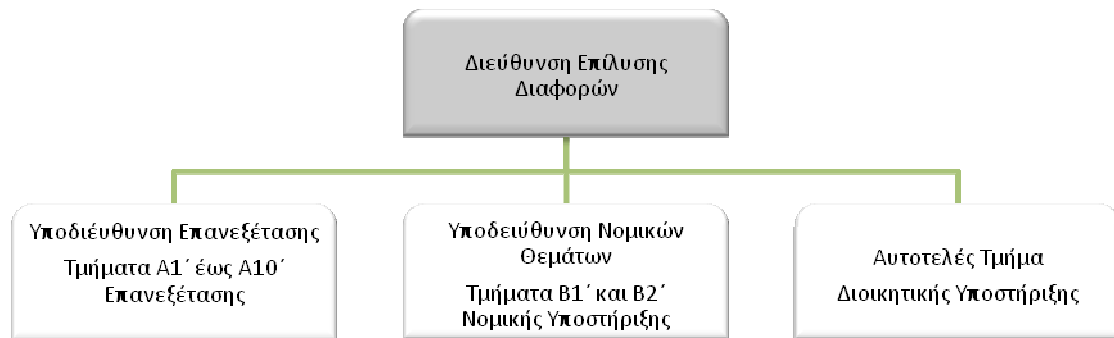 Διεύθυνση Επίλυσης
Διαφορών
Υποδιέυθυνση Επανεξέτασης
Τμήματα Α1΄ έως Α10΄
Επανεξέτασης
Υποδειύθυνση Νομικών
Θεμάτων
Τμήματα Β1΄ και Β2΄
Νομικής Υποστήριξης
Αυτοτελές Τμήμα
Διοικητικής Υποστήριξης